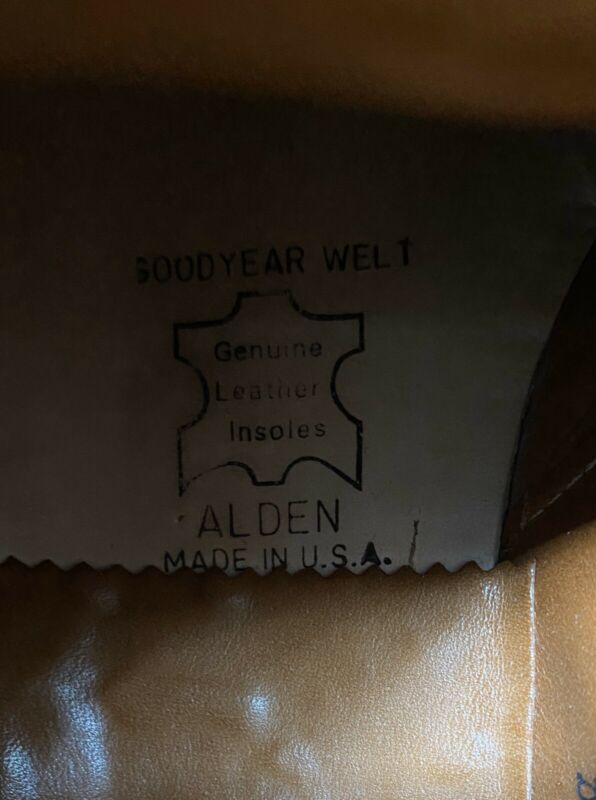 GOODYEAR WELT
Genuine
Leather
Insoles
ALDEN
MADE IN U.S.A.